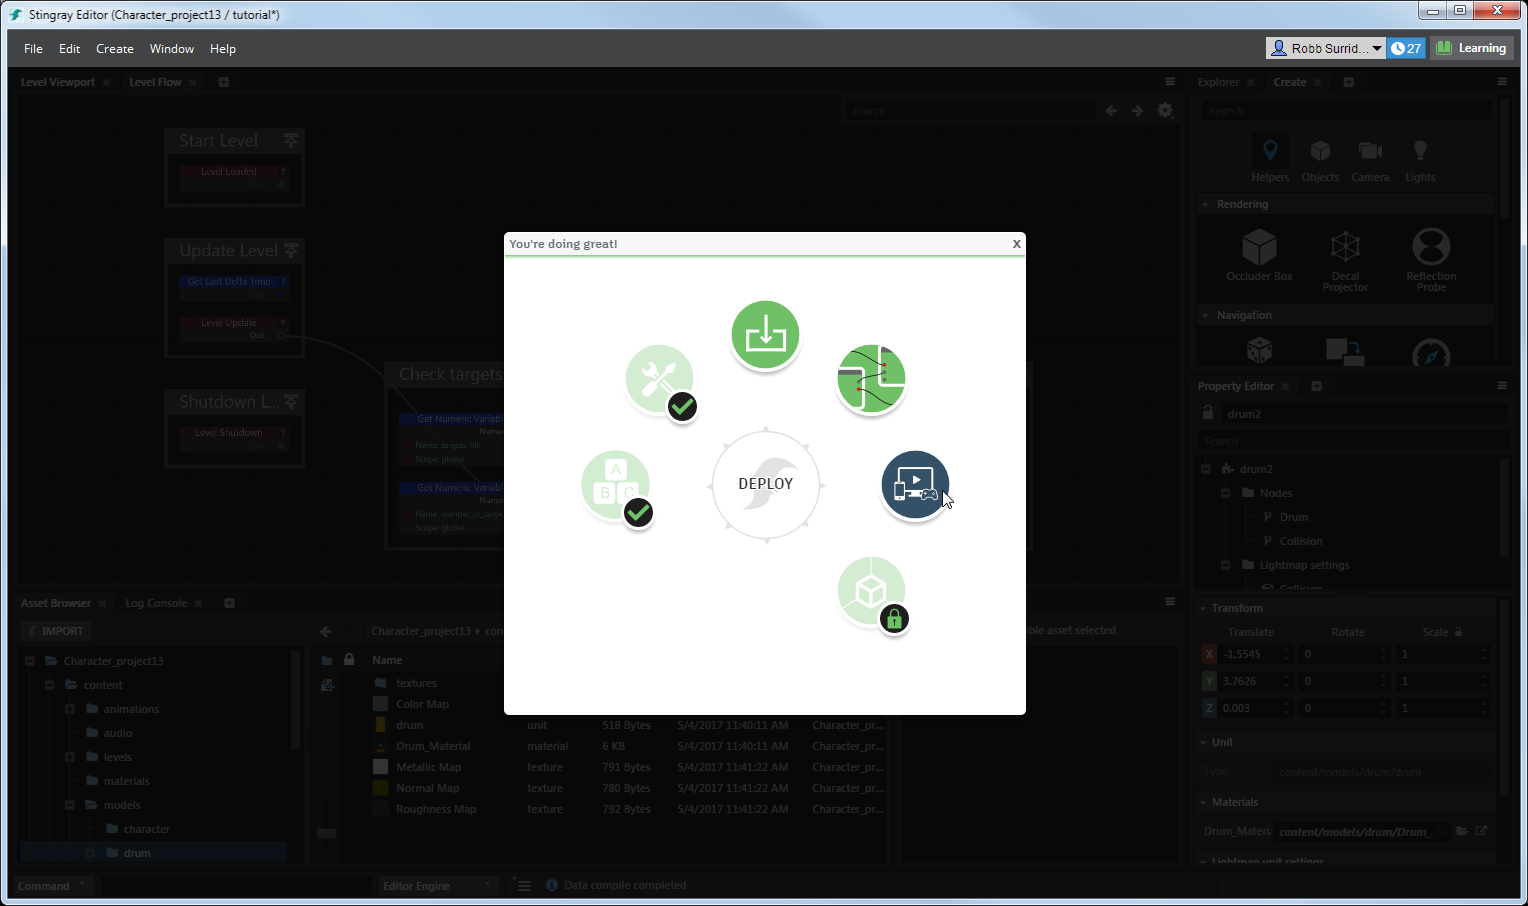 Stingray Editor (Character_project13 / tutorial*)
File Edit Create Window Help
Robb Surrid... 27 Learning
Level Viewport Level Flow
Search
Start Level
Level Loaded ?
Update Level
Get Last Delta Time ?
Level Update ?
Out
Shutdown L...
Level Shutdown ?
Check targets
Get Numeric Variabl
Name: targets_hit
Scope: global
Get Numeric Variabl
Name: number_of_targe
Scope: global
You're doing great! X
A
B C
DEPLOY
Explorer Create
Search
Helpers Objects Camera Lights
Rendering
Occluder Box Decal Projector Reflection Probe
Navigation
Property Editor
drum2
Search
drum2
Nodes
Drum
Collision
Lightmap settings
Collision
Transform
Translate Rotate Scale
X -1.5545 0 1
Y 3.7626 0 1
Z 0.003 0 1
Unit
Type content/models/drum/drum
Materials
Drum_Materi content/models/drum/Drum_
Lightmap unit settings
Asset Browser Log Console
IMPORT
Character_project13 con
ble asset selected
Character_project13
content
animations
audio
levels
materials
models
character
drum
Name
textures
Color Map
drum unit 518 Bytes 5/4/2017 11:40:11 AM Character_pr...
Drum_Material material 6 KB 5/4/2017 11:40:11 AM Character_pr...
Metallic Map texture 791 Bytes 5/4/2017 11:41:22 AM Character_pr...
Normal Map texture 780 Bytes 5/4/2017 11:41:22 AM Character_pr...
Roughness Map texture 792 Bytes 5/4/2017 11:41:22 AM Character_pr...
Command Editor Engine Data compile completed